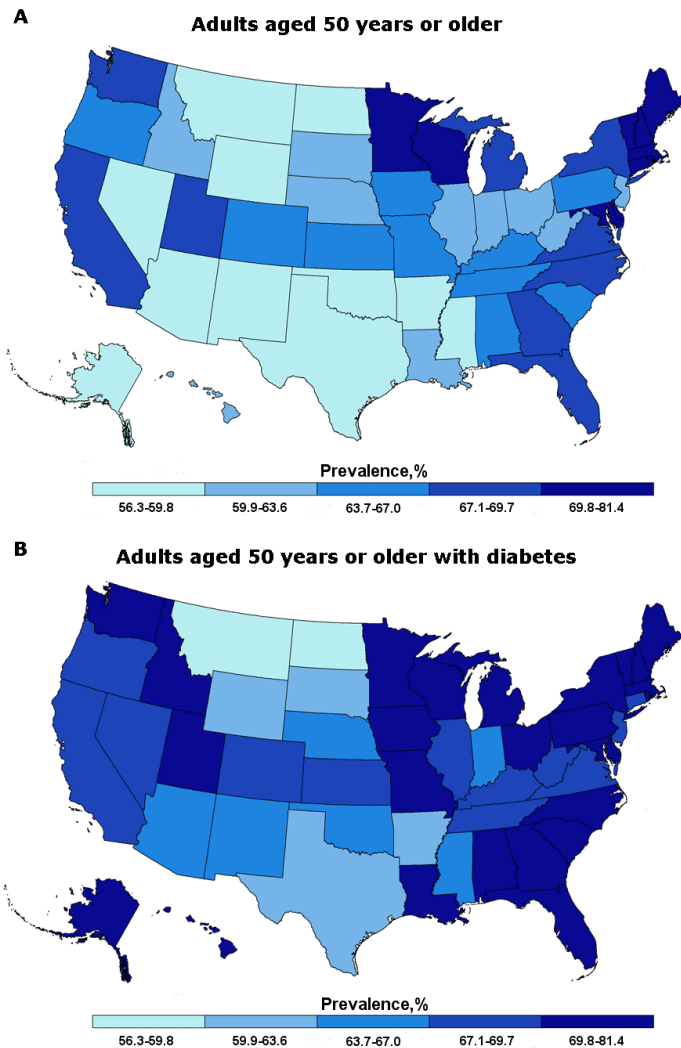 A
Adults aged 50 years or older
Prevalence,%
56.3-59.8 59.9-63.6 63.7-67.0 67.1-69.7 69.8-81.4
B
Adults aged 50 years or older with diabetes
Prevalence,%
56.3-59.8 59.9-63.6 63.7-67.0 67.1-69.7 69.8-81.4